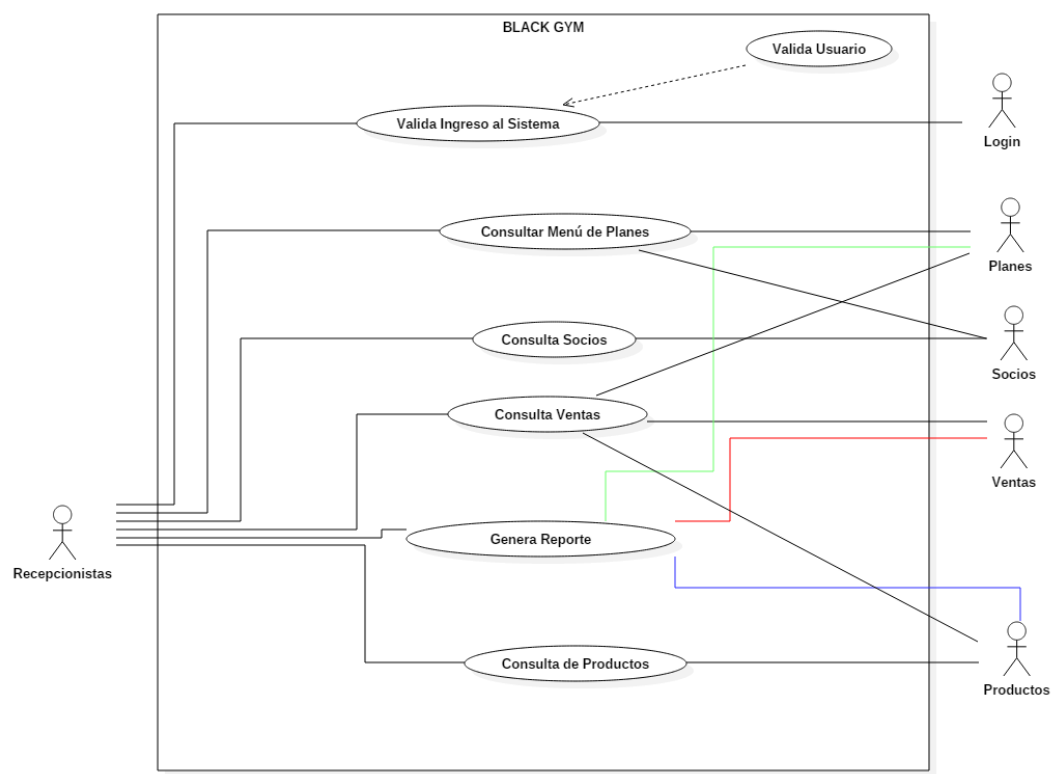 BLACK GYM
Valida Usuario
Valida Ingreso al Sistema
Login
Consultar Menú de Planes
Planes
Consulta Socios
Socios
Consulta Ventas
Ventas
Genera Reporte
Recepcionistas
Consulta de Productos
Productos